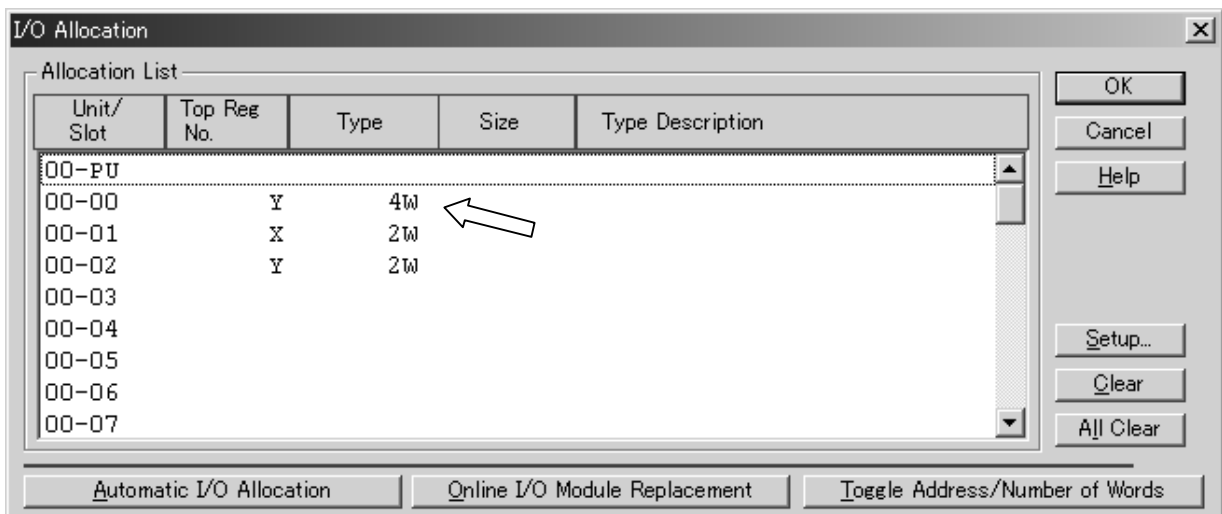 I/O Allocation
Allocation List
Unit/ Slot Top Reg No. Type Size Type Description
00-PU
00-00 Y 4W
00-01 X 2W
00-02 Y 2W
00-03
00-04
00-05
00-06
00-07
OK
Cancel
Help
Setup...
Clear
All Clear
Automatic I/O Allocation Online I/O Module Replacement Toggle Address/Number of Words